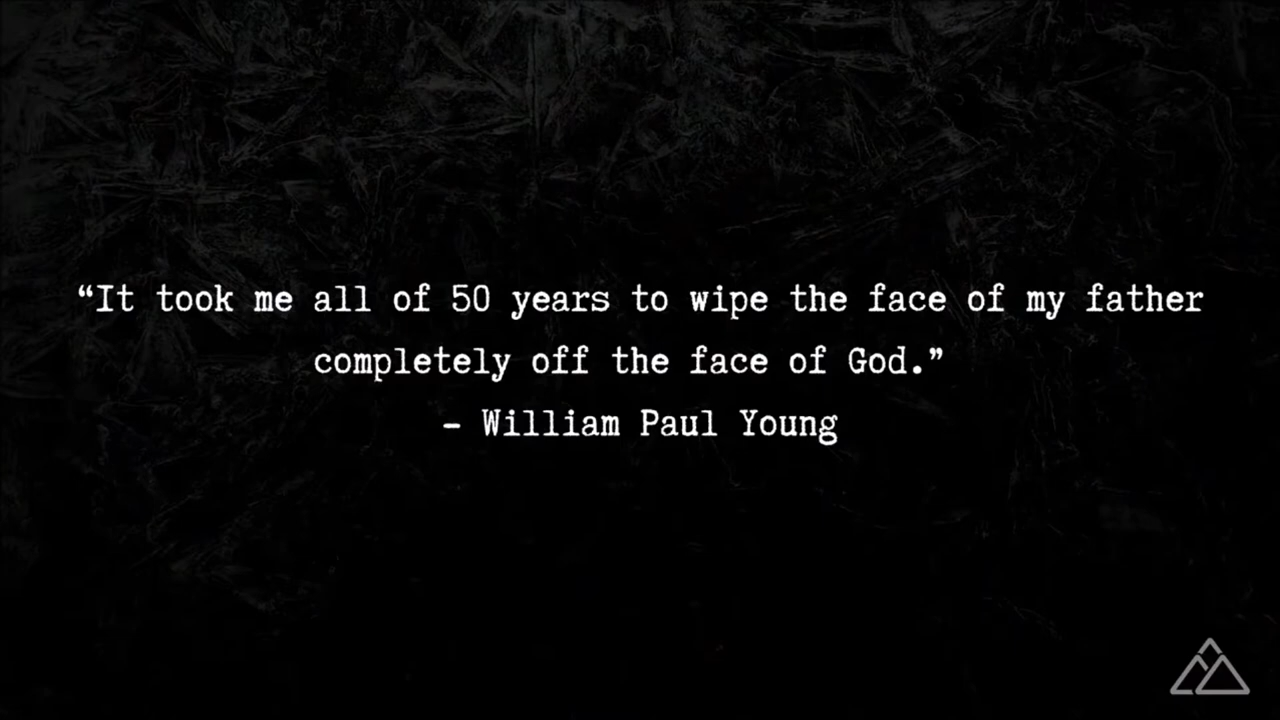 “It took me all of 50 years to wipe the face of my father
completely off the face of God.”
– William Paul Young